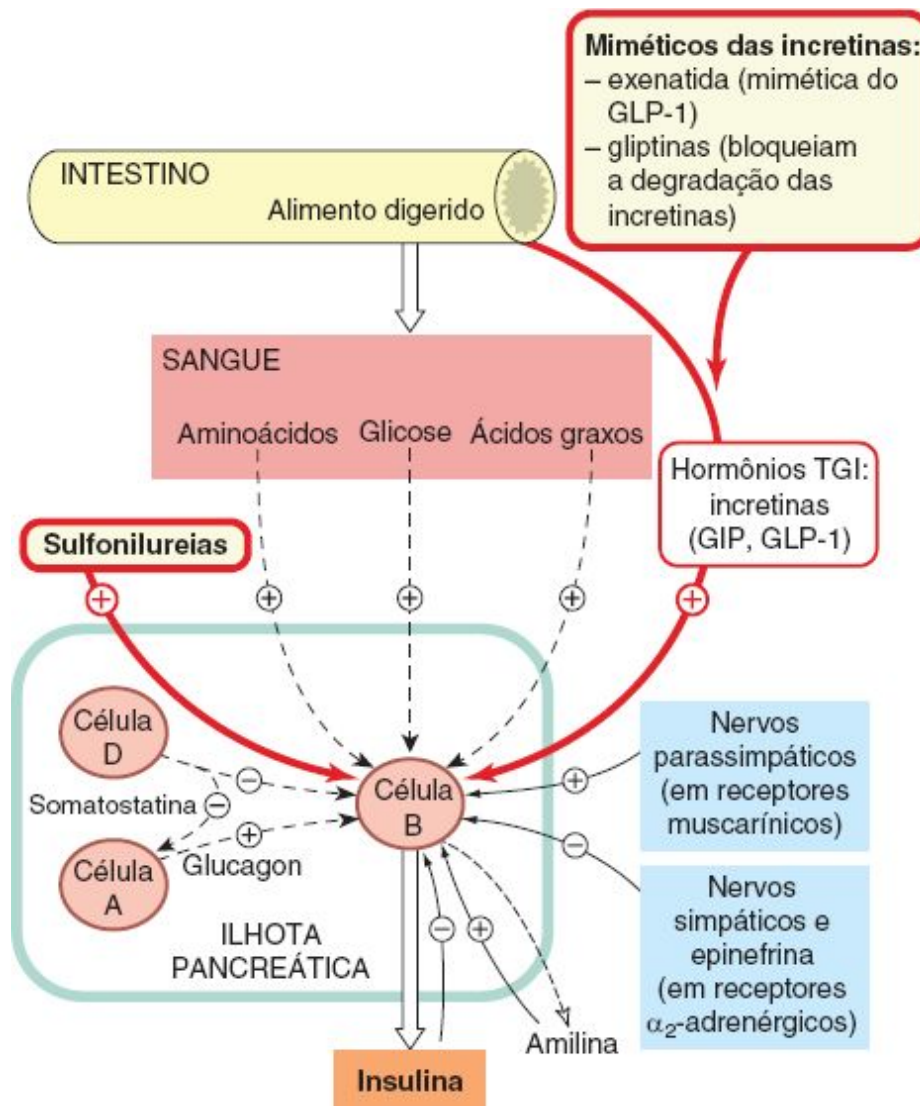 Miméticos das incretinas:
– exenatida (mimética do
GLP-1)
– gliptinas (bloqueiam
a degradação das
incretinas)
INTESTINO
Alimento digerido
SANGUE
Aminoácidos Glicose Ácidos graxos
Hormônios TGI:
incretinas
(GIP, GLP-1)
Sulfonilureias
+
+
+
+
+
Célula
D
Somatostatina
−
−
Célula
A
+
Glucagon
Célula
B
ILHOTA
PANCREÁTICA
+
−
Nervos
parassimpáticos
(em receptores
muscarínicos)
Nervos
simpáticos e
epinefrina
(em receptores
α₂-adrenérgicos)
−
+
Amilina
Insulina